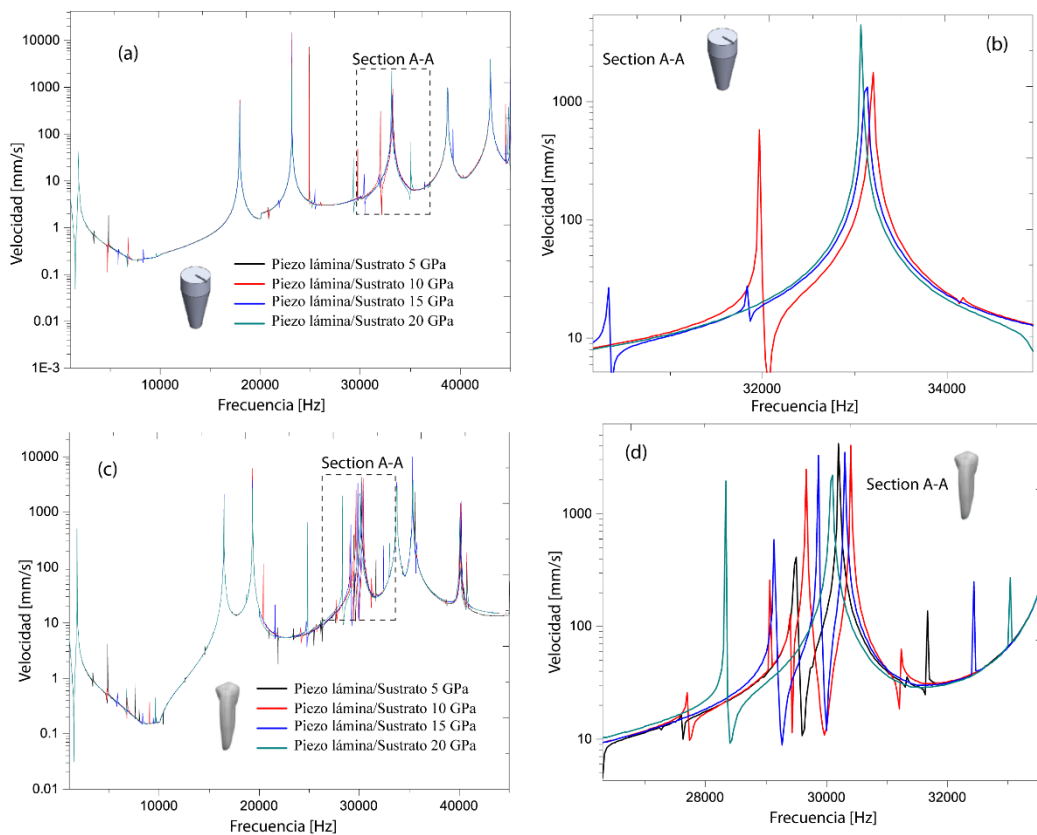 (a)
Section A-A
Velocidad [mm/s]
10000
1000
100
10
1
0.1
0.01
1E-3
Piezo lámina/Sustrato 5 GPa
Piezo lámina/Sustrato 10 GPa
Piezo lámina/Sustrato 15 GPa
Piezo lámina/Sustrato 20 GPa
10000 20000 30000 40000
Frecuencia [Hz]
(b)
Section A-A
Velocidad [mm/s]
1000
100
10
32000 34000
Frecuencia [Hz]
(c)
Section A-A
Velocidad [mm/s]
10000
1000
100
10
1
0.1
0.01
Piezo lámina/Sustrato 5 GPa
Piezo lámina/Sustrato 10 GPa
Piezo lámina/Sustrato 15 GPa
Piezo lámina/Sustrato 20 GPa
10000 20000 30000 40000
Frecuencia [Hz]
(d)
Section A-A
Velocidad [mm/s]
1000
100
10
28000 30000 32000
Frecuencia [Hz]